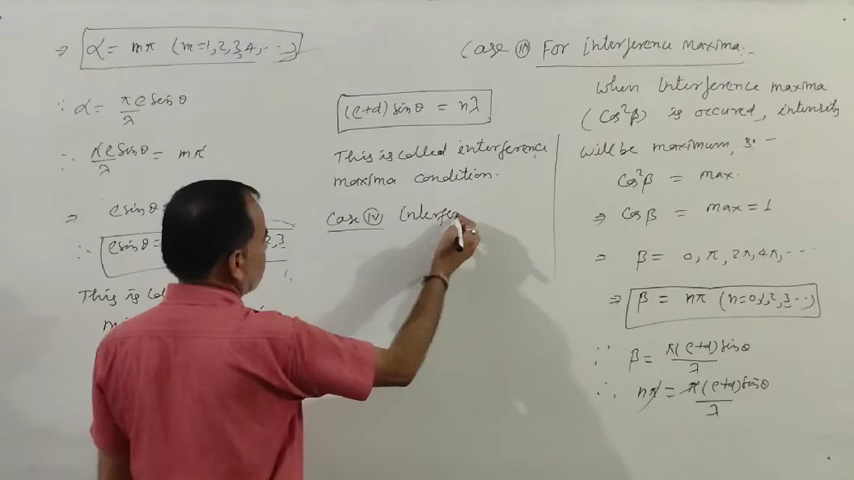 ⇒ α = mπ (m=1,2,3,4,...)
∵ α = πe sinθ / λ
∴ πe sinθ / λ = mπ
⇒ e sinθ
∴ e sinθ = 2,3
This is cal
(e+d) sinθ = nλ
This is called interference
maxima condition.
Case (IV) Interfer
Case (III) For interference maxima.
When Interference maxima
(Cos²β) is occured, intensity
will be maximum, so –
Cos²β = max.
⇒ Cosβ = max = 1
= β = 0, π, 2π, 4π, ...
⇒ β = nπ (n=0,1,2,3...)
∵ β = π(e+d) sinθ / λ
∴ nπ = π(e+d) sinθ / λ